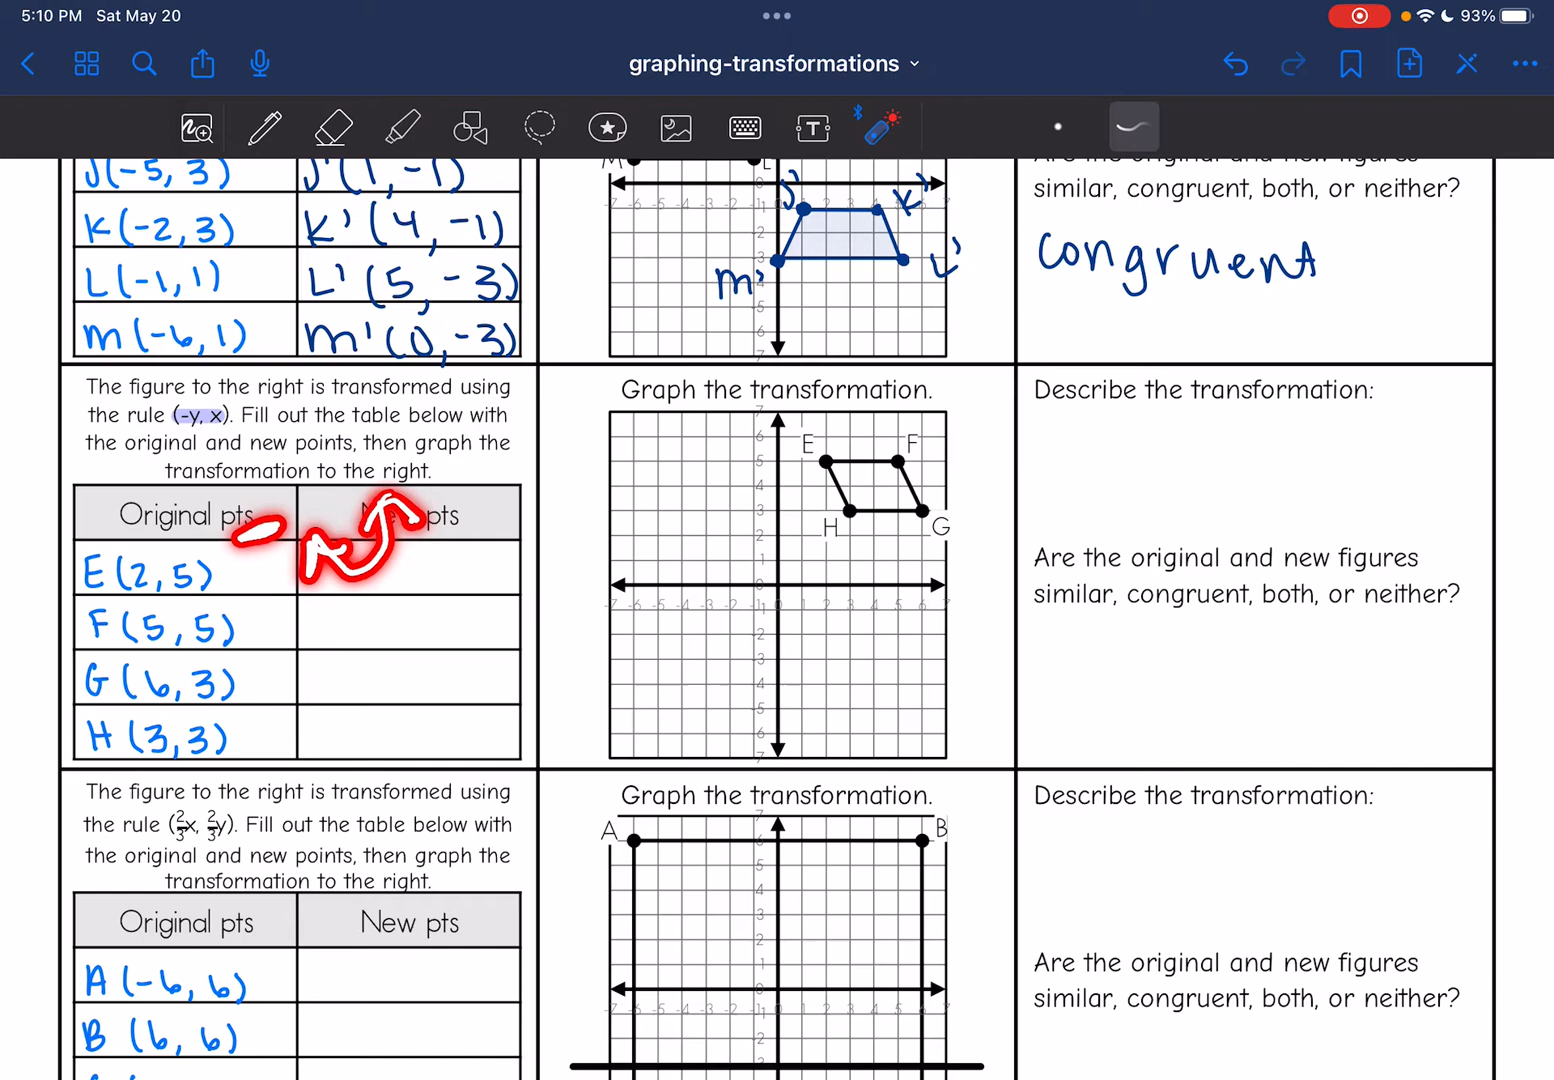 5:10 PM Sat May 20
93%
graphing-transformations
J(-5, 3) J'(1, -1)
K(-2, 3) K'(4, -1)
L(-1, 1) L'(5, -3)
M(-6, 1) M'(0, -3)
M L
J' K'
M' L'
similar, congruent, both, or neither?
congruent
The figure to the right is transformed using
the rule (-y, x). Fill out the table below with
the original and new points, then graph the
transformation to the right.
Original pts New pts
E(2, 5)
F(5, 5)
G(6, 3)
H(3, 3)
Graph the transformation.
E F
H G
Describe the transformation:
Are the original and new figures
similar, congruent, both, or neither?
The figure to the right is transformed using
the rule (2/3x, 2/3y). Fill out the table below with
the original and new points, then graph the
transformation to the right.
Original pts New pts
A(-6, 6)
B(6, 6)
Graph the transformation.
A B
Describe the transformation:
Are the original and new figures
similar, congruent, both, or neither?